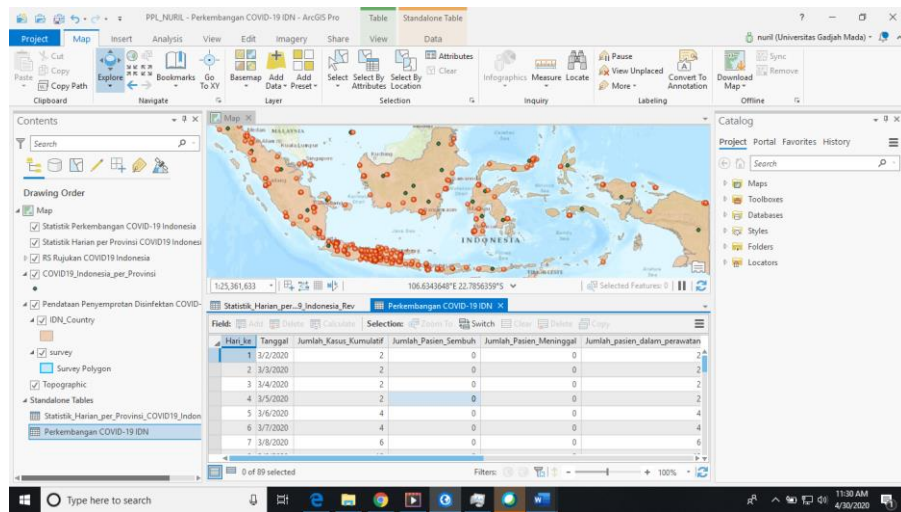 PPL_NURIL - Perkembangan COVID-19 IDN - ArcGIS Pro
Table
Standalone Table
Project Map Insert Analysis View Edit Imagery Share View Data
nuril (Universitas Gadjah Mada)
Paste
Cut
Copy
Copy Path
Clipboard
Explore
Bookmarks
Go To XY
Navigate
Basemap
Add Data
Add Preset
Layer
Select
Select By Attributes
Select By Location
Attributes
Clear
Selection
Infographics
Measure
Locate
Inquiry
Pause
View Unplaced
More
Convert To Annotation
Labeling
Download Map
Sync
Remove
Offline
Contents
Search
Drawing Order
Map
Statistik Perkembangan COVID-19 Indonesia
Statistik Harian per Provinsi COVID19 Indonesi
RS Rujukan COVID19 Indonesia
COVID19_Indonesia_per_Provinsi
Pendataan Penyemprotan Disinfektan COVID-
IDN_Country
survey
Survey Polygon
Topographic
Standalone Tables
Statistik_Harian_per_Provinsi_COVID19_Indon
Perkembangan COVID-19 IDN
Map
MALAYSIA
Kuala Lumpur
Singapore
INDONESIA
1:25,361,633
106.6343648°E 22.7856359°S
Selected Features: 0
Statistik_Harian_per...9_Indonesia_Rev
Perkembangan COVID-19 IDN
Field: Add Delete Calculate Selection: Zoom To Switch Clear Delete Copy
Hari_ke Tanggal Jumlah_Kasus_Kumulatif Jumlah_Pasien_Sembuh Jumlah_Pasien_Meninggal Jumlah_pasien_dalam_perawatan
1 3/2/2020 2 0 0 2
2 3/3/2020 2 0 0 2
3 3/4/2020 2 0 0 2
4 3/5/2020 2 0 0 2
5 3/6/2020 4 0 0 4
6 3/7/2020 4 0 0 4
7 3/8/2020 6 0 0 6
0 of 89 selected
Filters:
100%
Catalog
Project Portal Favorites History
Search
Maps
Toolboxes
Databases
Styles
Folders
Locators
Type here to search
11:30 AM
4/30/2020